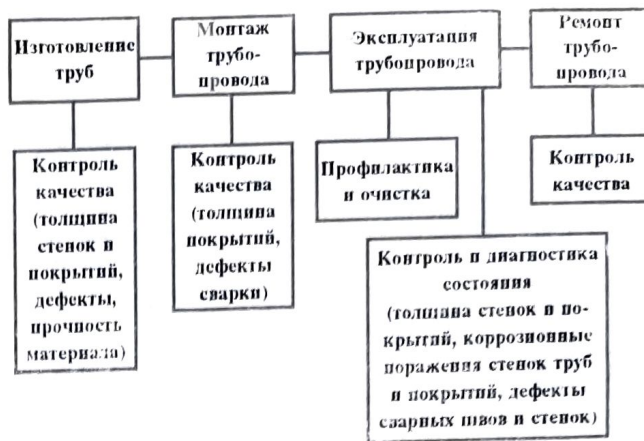 Изготовление
труб
Монтаж
трубо-
провода
Эксплуатация
трубопровода
Ремонт
трубо-
провода
Контроль
качества
(толщина
стенок и
покрытий,
дефекты,
прочность
материала)
Контроль
качества
(толщина
покрытий,
дефекты
сварки)
Профилактика
и очистка
Контроль
качества
Контроль и диагностика
состояния
(толщина стенок и по-
крытий, коррозионные
поражения стенок труб
и покрытий, дефекты
сварных швов и стенок)